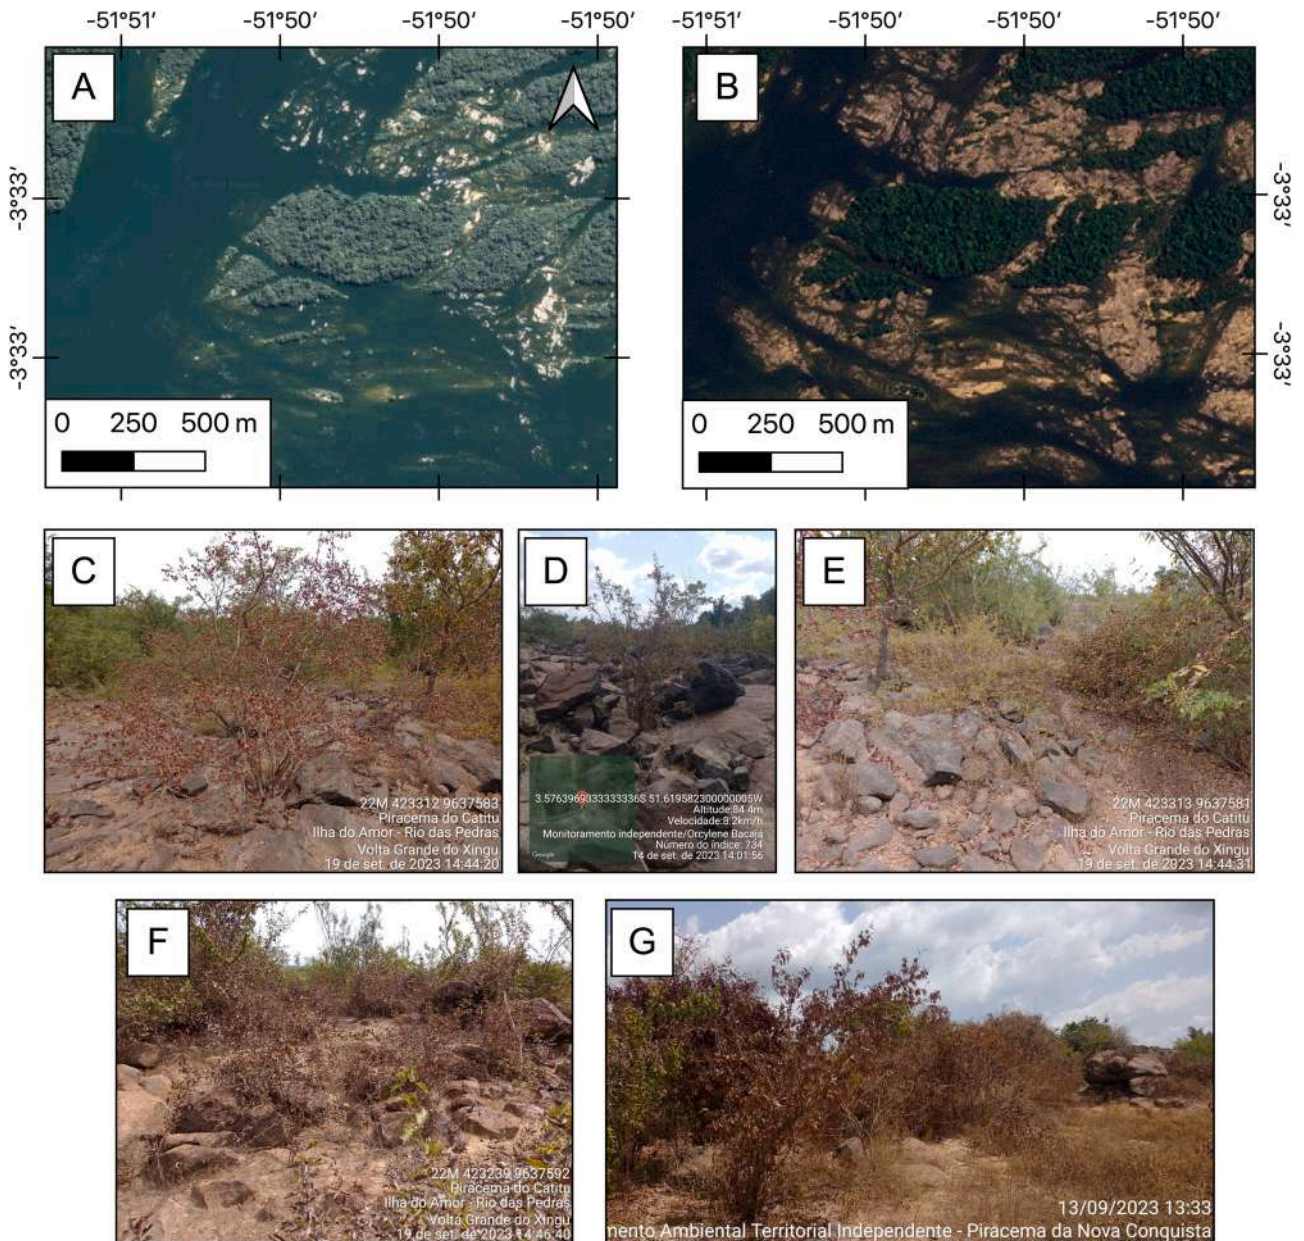 -51°51′ -51°50′ -51°50′ -51°50′
-51°51′ -51°50′ -51°50′ -51°50′
A
B
-3°33′
-3°33′
-3°33′
-3°33′
0 250 500 m
0 250 500 m
C
22M 423312 9637583
Piracema do Catitu
Ilha do Amor - Rio das Pedras
Volta Grande do Xingu
19 de set. de 2023 14:44:20
D
3.5763969333333336S 51.619582300000005W
Altitude:84.4m
Velocidade:8.2km/h
Monitoramento independente/Orcylene Bacajá
Número do índice: 734
14 de set. de 2023 14:01:56
Google
E
22M 423313 9637581
Piracema do Catitu
Ilha do Amor - Rio das Pedras
Volta Grande do Xingu
19 de set. de 2023 14:44:31
F
22M 423239 9637592
Piracema do Catitu
Ilha do Amor - Rio das Pedras
Volta Grande do Xingu
19 de set. de 2023 14:46:40
G
13/09/2023 13:33
mento Ambiental Territorial Independente - Piracema da Nova Conquista